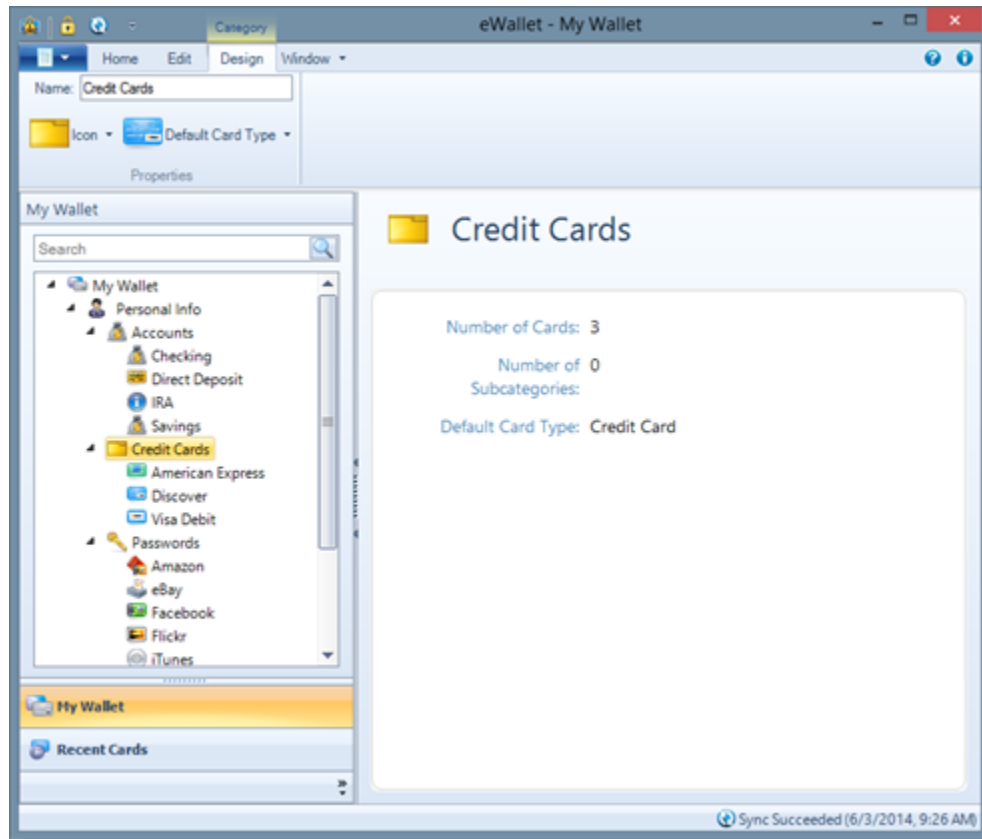 Category
eWallet - My Wallet
Home Edit Design Window
Name: Credit Cards
Icon Default Card Type
Properties
My Wallet
Search
My Wallet
Personal Info
Accounts
Checking
Direct Deposit
IRA
Savings
Credit Cards
American Express
Discover
Visa Debit
Passwords
Amazon
eBay
Facebook
Flickr
iTunes
My Wallet
Recent Cards
Credit Cards
Number of Cards: 3
Number of 0
Subcategories:
Default Card Type: Credit Card
Sync Succeeded (6/3/2014, 9:26 AM)